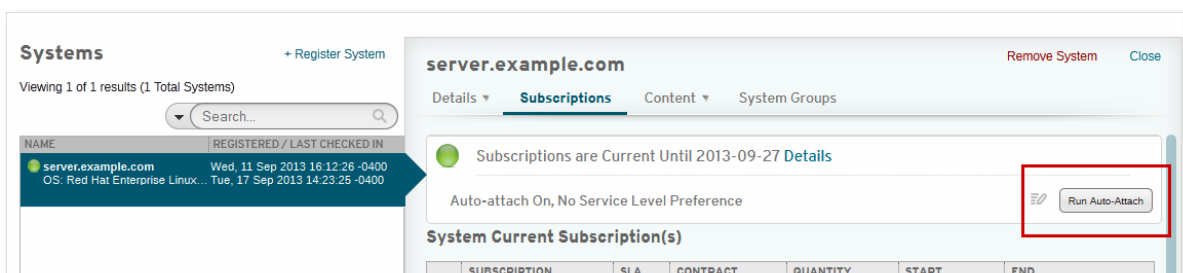 Systems
+ Register System
Viewing 1 of 1 results (1 Total Systems)
Search...
NAME REGISTERED / LAST CHECKED IN
server.example.com Wed, 11 Sep 2013 16:12:26 -0400
OS: Red Hat Enterprise Linux... Tue, 17 Sep 2013 14:23:25 -0400
server.example.com
Remove System Close
Details Subscriptions Content System Groups
Subscriptions are Current Until 2013-09-27 Details
Auto-attach On, No Service Level Preference
Run Auto-Attach
System Current Subscription(s)
SUBSCRIPTION SLA CONTRACT QUANTITY START END